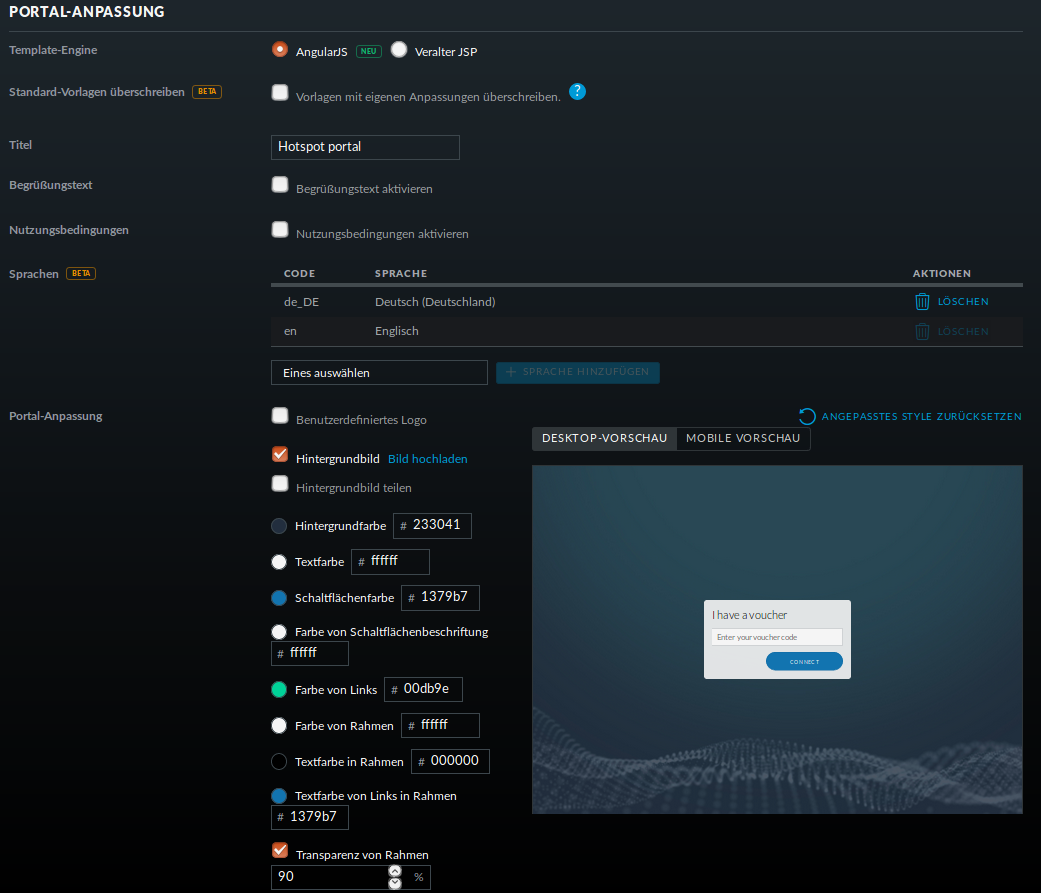 PORTAL-ANPASSUNG
Template-Engine AngularJS NEU Veralter JSP
Standard-Vorlagen überschreiben BETA Vorlagen mit eigenen Anpassungen überschreiben. ?
Titel Hotspot portal
Begrüßungstext Begrüßungstext aktivieren
Nutzungsbedingungen Nutzungsbedingungen aktivieren
Sprachen BETA CODE SPRACHE AKTIONEN
de_DE Deutsch (Deutschland) LÖSCHEN
en Englisch LÖSCHEN
Eines auswählen + SPRACHE HINZUFÜGEN
Portal-Anpassung Benutzerdefiniertes Logo ANGEPASSTES STYLE ZURÜCKSETZEN
DESKTOP-VORSCHAU MOBILE VORSCHAU
Hintergrundbild Bild hochladen
Hintergrundbild teilen
Hintergrundfarbe # 233041
Textfarbe # ffffff
Schaltflächenfarbe # 1379b7
Farbe von Schaltflächenbeschriftung
# ffffff
Farbe von Links # 00db9e
Farbe von Rahmen # ffffff
Textfarbe in Rahmen # 000000
Textfarbe von Links in Rahmen
# 1379b7
Transparenz von Rahmen
90 %
I have a voucher
Enter your voucher code
CONNECT